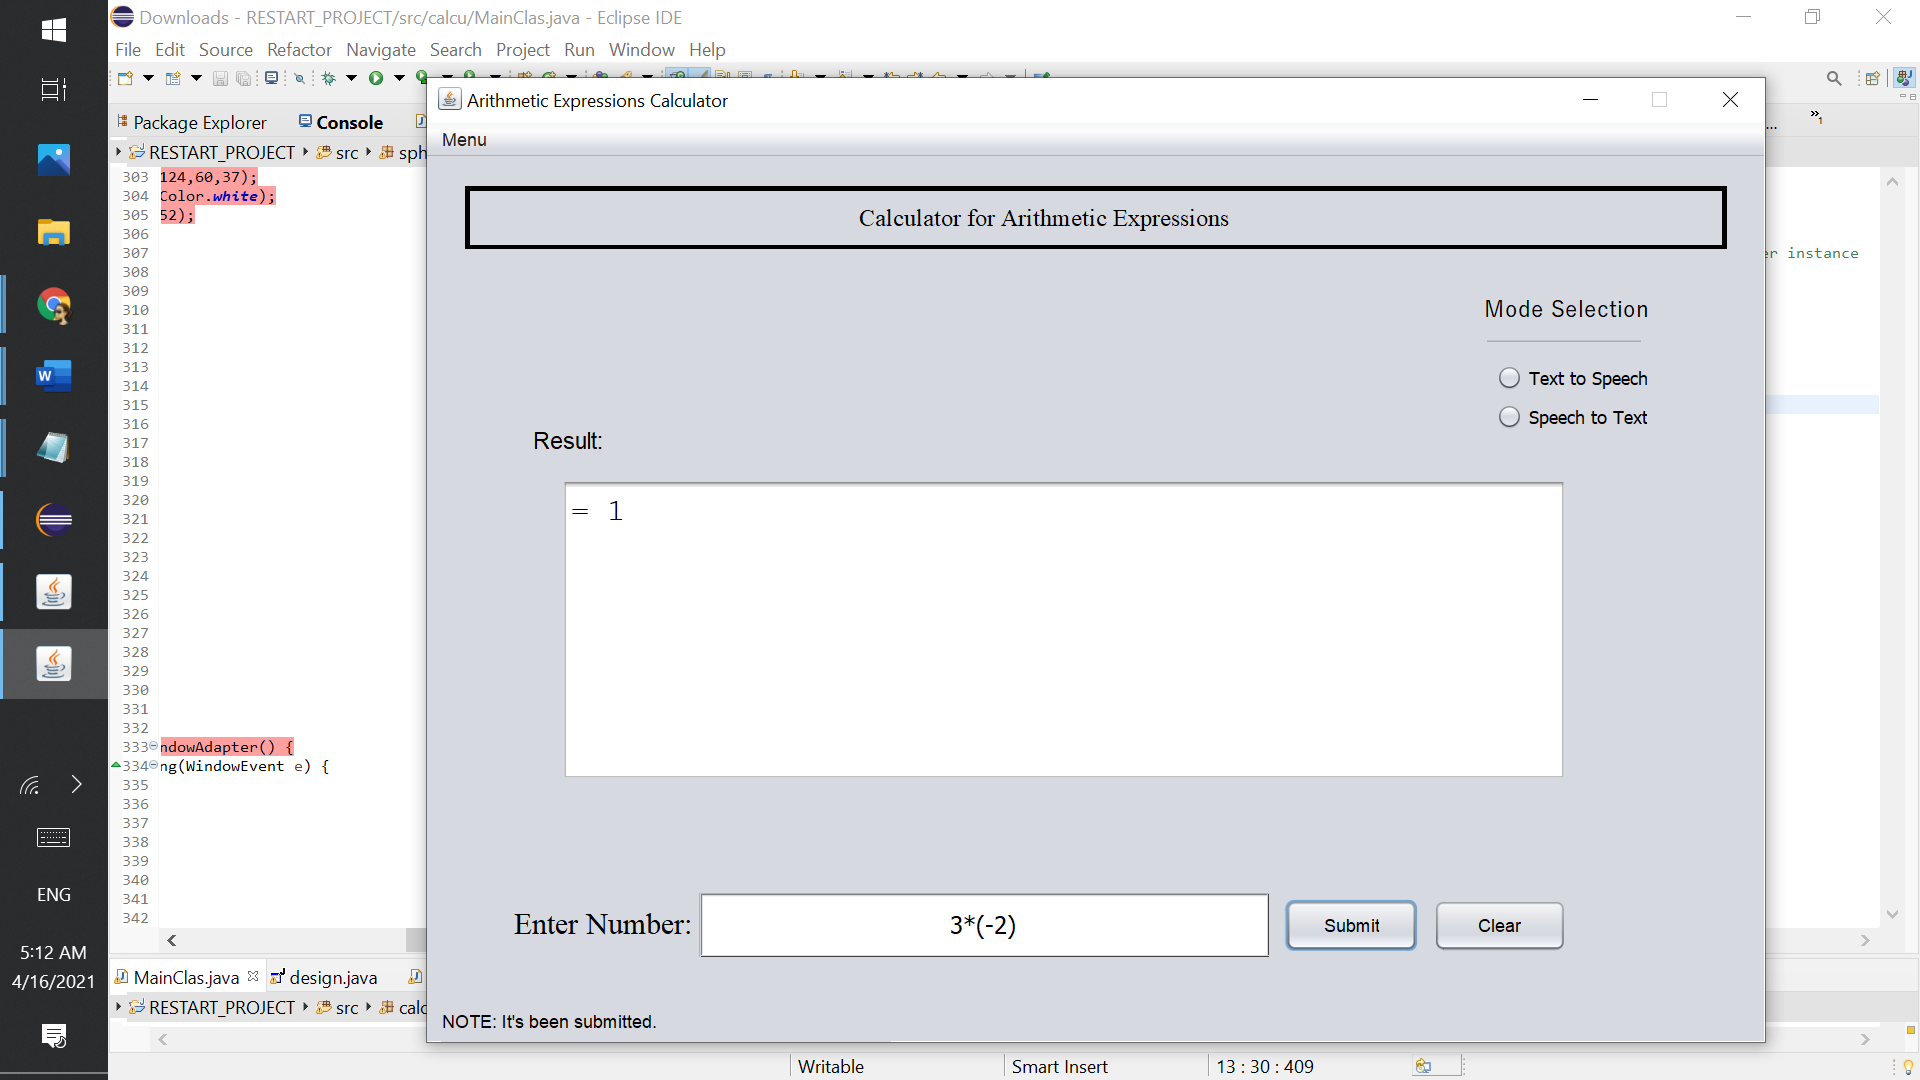 Downloads - RESTART_PROJECT/src/calcu/MainClas.java - Eclipse IDE
File Edit Source Refactor Navigate Search Project Run Window Help
Package Explorer Console
RESTART_PROJECT src sph
303 124,60,37);
304 Color.white);
305 52);
306
307 er instance
308
309
310
311
312
313
314
315
316
317
318
319
320
321
322
323
324
325
326
327
328
329
330
331
332
333 ndowAdapter() {
334 ng(WindowEvent e) {
335
336
337
338
339
340
341
342
MainClas.java design.java
RESTART_PROJECT src calc
Writable Smart Insert 13 : 30 : 409
Arithmetic Expressions Calculator
Menu
Calculator for Arithmetic Expressions
Mode Selection
Text to Speech
Speech to Text
Result:
= 1
Enter Number: 3*(-2) Submit Clear
NOTE: It's been submitted.
ENG
5:12 AM
4/16/2021